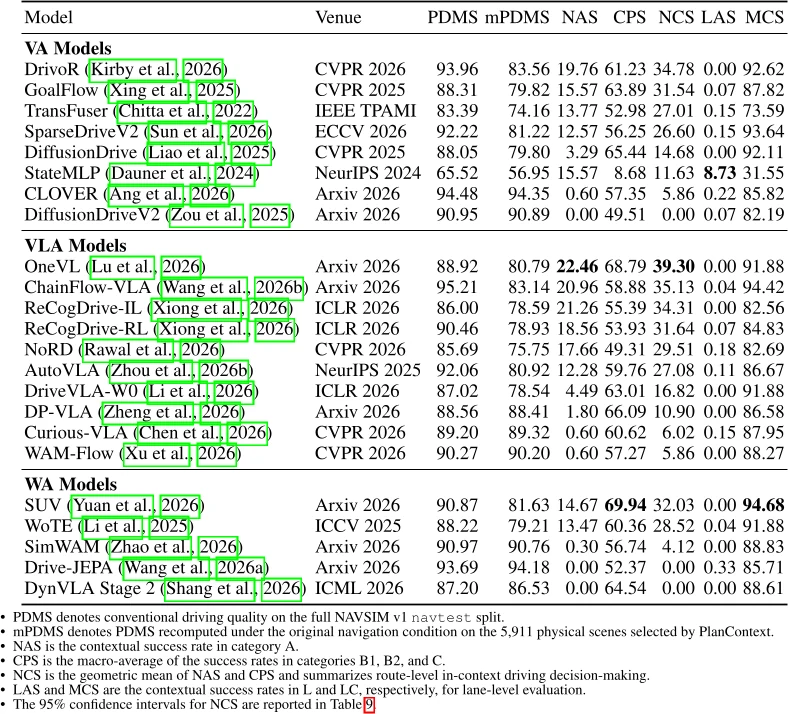 Model Venue PDMS mPDMS NAS CPS NCS LAS MCS
VA Models
DrivoR (Kirby et al., 2026) CVPR 2026 93.96 83.56 19.76 61.23 34.78 0.00 92.62
GoalFlow (Xing et al., 2025) CVPR 2025 88.31 79.82 15.57 63.89 31.54 0.07 87.82
TransFuser (Chitta et al., 2022) IEEE TPAMI 83.39 74.16 13.77 52.98 27.01 0.15 73.59
SparseDriveV2 (Sun et al., 2026) ECCV 2026 92.22 81.22 12.57 56.25 26.60 0.15 93.64
DiffusionDrive (Liao et al., 2025) CVPR 2025 88.05 79.80 3.29 65.44 14.68 0.00 92.11
StateMLP (Dauner et al., 2024) NeurIPS 2024 65.52 56.95 15.57 8.68 11.63 8.73 31.55
CLOVER (Ang et al., 2026) Arxiv 2026 94.48 94.35 0.60 57.35 5.86 0.22 85.82
DiffusionDriveV2 (Zou et al., 2025) Arxiv 2026 90.95 90.89 0.00 49.51 0.00 0.07 82.19
VLA Models
OneVL (Lu et al., 2026) Arxiv 2026 88.92 80.79 22.46 68.79 39.30 0.00 91.88
ChainFlow-VLA (Wang et al., 2026b) Arxiv 2026 95.21 83.14 20.96 58.88 35.13 0.04 94.42
ReCogDrive-IL (Xiong et al., 2026) ICLR 2026 86.00 78.59 21.26 55.39 34.31 0.00 82.56
ReCogDrive-RL (Xiong et al., 2026) ICLR 2026 90.46 78.93 18.56 53.93 31.64 0.07 84.83
NoRD (Rawal et al., 2026) CVPR 2026 85.69 75.75 17.66 49.31 29.51 0.18 82.69
AutoVLA (Zhou et al., 2026b) NeurIPS 2025 92.06 80.92 12.28 59.76 27.08 0.11 86.67
DriveVLA-W0 (Li et al., 2026) ICLR 2026 87.02 78.54 4.49 63.01 16.82 0.00 91.88
DP-VLA (Zheng et al., 2026) Arxiv 2026 88.56 88.41 1.80 66.09 10.90 0.00 86.58
Curious-VLA (Chen et al., 2026) CVPR 2026 89.20 89.32 0.60 60.62 6.02 0.15 87.95
WAM-Flow (Xu et al., 2026) CVPR 2026 90.27 90.20 0.60 57.27 5.86 0.00 88.27
WA Models
SUV (Yuan et al., 2026) Arxiv 2026 90.87 81.63 14.67 69.94 32.03 0.00 94.68
WoTE (Li et al., 2025) ICCV 2025 88.22 79.21 13.47 60.36 28.52 0.04 91.88
SimWAM (Zhao et al., 2026) Arxiv 2026 90.97 90.76 0.30 56.74 4.12 0.00 88.83
Drive-JEPA (Wang et al., 2026a) Arxiv 2026 93.69 94.18 0.00 52.37 0.00 0.33 85.71
DynVLA Stage 2 (Shang et al., 2026) ICML 2026 87.20 86.53 0.00 64.54 0.00 0.00 88.61
• PDMS denotes conventional driving quality on the full NAVSIM v1 navtest split.
• mPDMS denotes PDMS recomputed under the original navigation condition on the 5,911 physical scenes selected by PlanContext.
• NAS is the contextual success rate in category A.
• CPS is the macro-average of the success rates in categories B1, B2, and C.
• NCS is the geometric mean of NAS and CPS and summarizes route-level in-context driving decision-making.
• LAS and MCS are the contextual success rates in L and LC, respectively, for lane-level evaluation.
• The 95% confidence intervals for NCS are reported in Table 9.